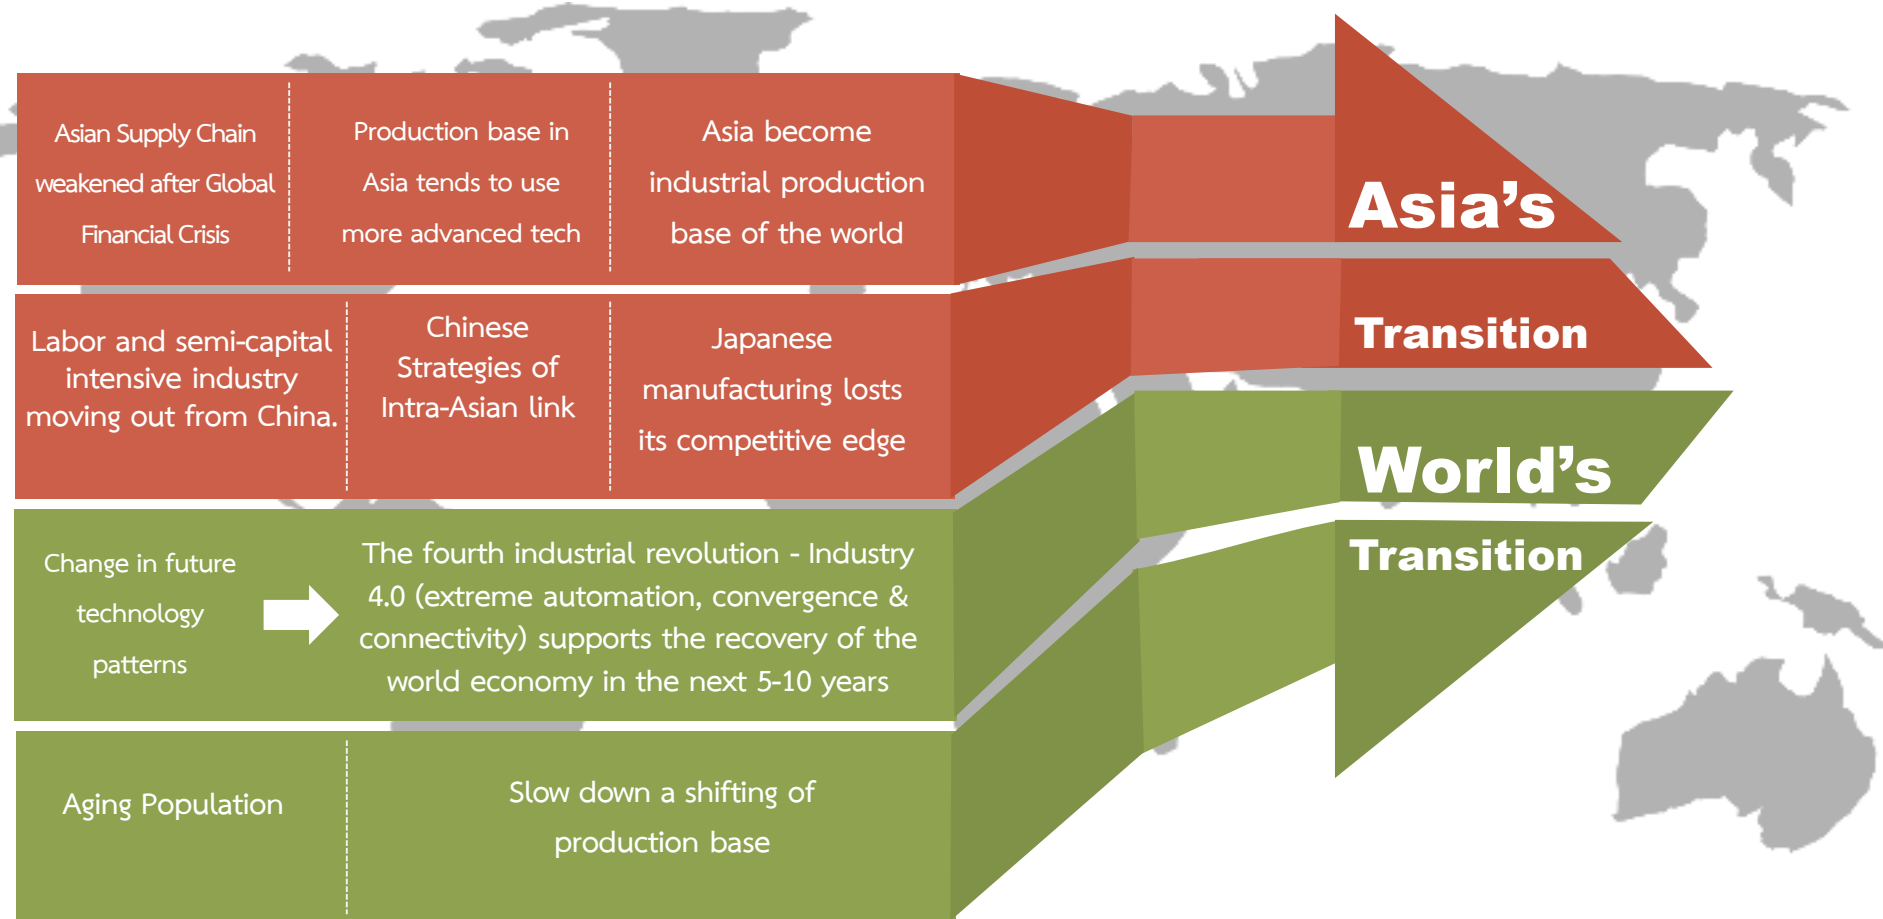 Asian Supply Chain
weakened after Global
Financial Crisis
Production base in
Asia tends to use
more advanced tech
Asia become
industrial production
base of the world
Asia's
Labor and semi-capital
intensive industry
moving out from China.
Chinese
Strategies of
Intra-Asian link
Japanese
manufacturing losts
its competitive edge
Transition
Change in future
technology
patterns
The fourth industrial revolution - Industry
4.0 (extreme automation, convergence &
connectivity) supports the recovery of the
world economy in the next 5-10 years
World's
Transition
Aging Population
Slow down a shifting of
production base